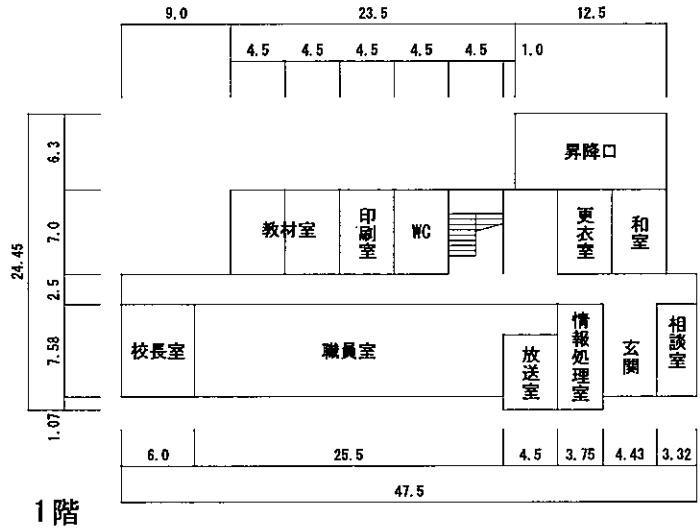 9.0 23.5 12.5
4.5 4.5 4.5 4.5 4.5 1.0
6.3
昇降口
24.45
7.0
教材室
印刷室
WC
更衣室
和室
2.5
7.58
校長室
職員室
放送室
情報処理室
玄関
相談室
1.07
6.0 25.5 4.5 3.75 4.43 3.32
47.5
1階